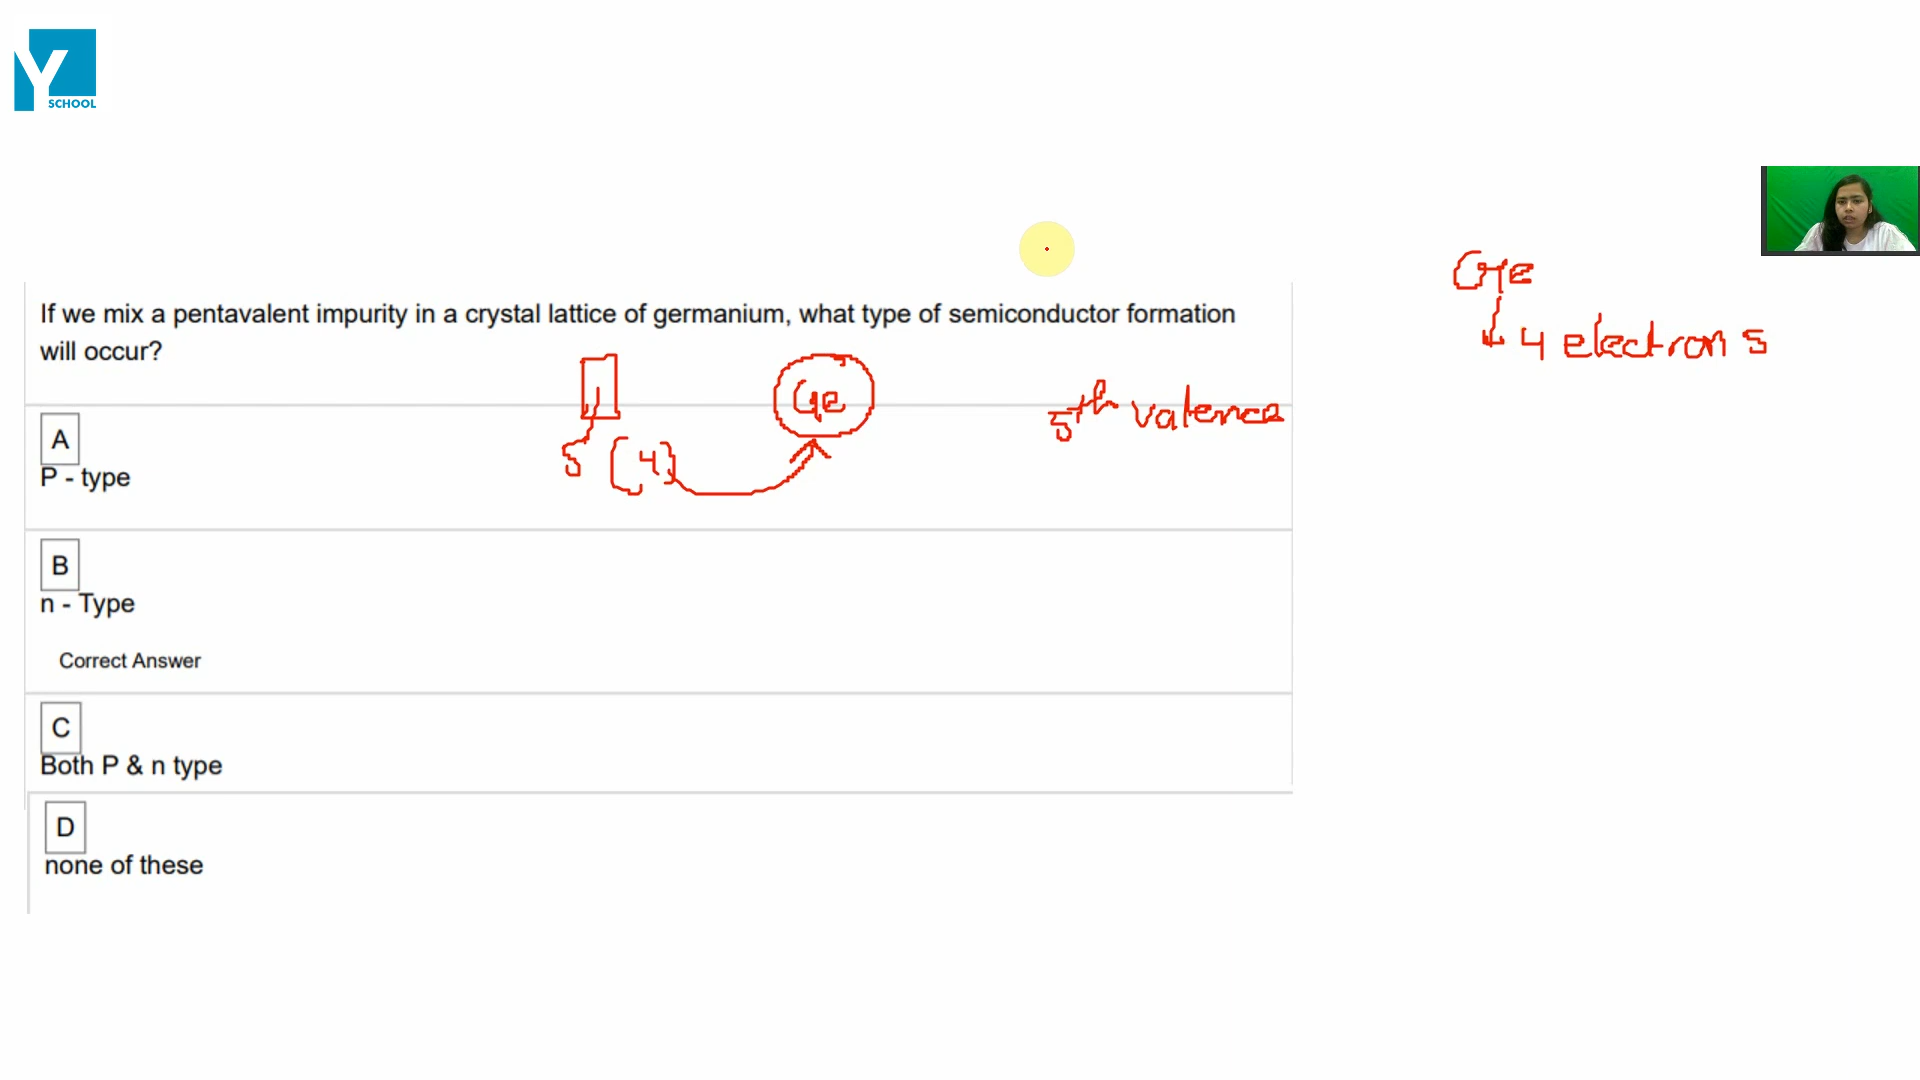 Y
SCHOOL
Ge
4 electrons
If we mix a pentavalent impurity in a crystal lattice of germanium, what type of semiconductor formation
will occur?
Ge
5th valence
5 (4)
A
P - type
B
n - Type
Correct Answer
C
Both P & n type
D
none of these